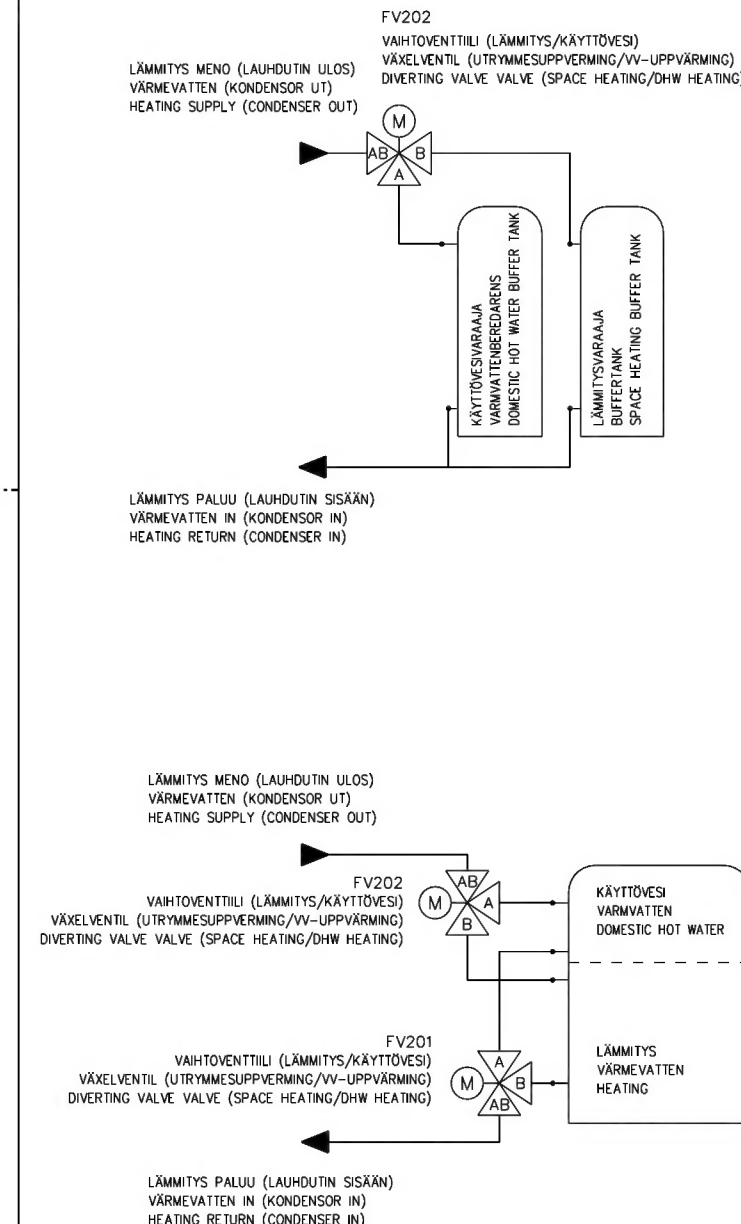 FV202
VAIHTOVENTTIILI (LÄMMITYS/KÄYTTÖVESI)
VÄXELVENTIL (UTRYMMESUPPVERMING/VV-UPPVÄRMING)
DIVERTING VALVE VALVE (SPACE HEATING/DHW HEATING)
LÄMMITYS MENO (LAUHDUTIN ULOS)
VÄRMEVATTEN (KONDENSOR UT)
HEATING SUPPLY (CONDENSER OUT)
M
AB
B
A
KÄYTTÖVESIVARAAJA
VARMVATTENBEREDARENS
DOMESTIC HOT WATER BUFFER TANK
LÄMMITYSVARAAJA
BUFFERTANK
SPACE HEATING BUFFER TANK
LÄMMITYS PALUU (LAUHDUTIN SISÄÄN)
VÄRMEVATTEN IN (KONDENSOR IN)
HEATING RETURN (CONDENSER IN)
LÄMMITYS MENO (LAUHDUTIN ULOS)
VÄRMEVATTEN (KONDENSOR UT)
HEATING SUPPLY (CONDENSER OUT)
FV202
VAIHTOVENTTIILI (LÄMMITYS/KÄYTTÖVESI)
VÄXELVENTIL (UTRYMMESUPPVERMING/VV-UPPVÄRMING)
DIVERTING VALVE VALVE (SPACE HEATING/DHW HEATING)
M
AB
A
B
KÄYTTÖVESI
VARMVATTEN
DOMESTIC HOT WATER
FV201
VAIHTOVENTTIILI (LÄMMITYS/KÄYTTÖVESI)
VÄXELVENTIL (UTRYMMESUPPVERMING/VV-UPPVÄRMING)
DIVERTING VALVE VALVE (SPACE HEATING/DHW HEATING)
M
A
B
AB
LÄMMITYS
VÄRMEVATTEN
HEATING
LÄMMITYS PALUU (LAUHDUTIN SISÄÄN)
VÄRMEVATTEN IN (KONDENSOR IN)
HEATING RETURN (CONDENSER IN)